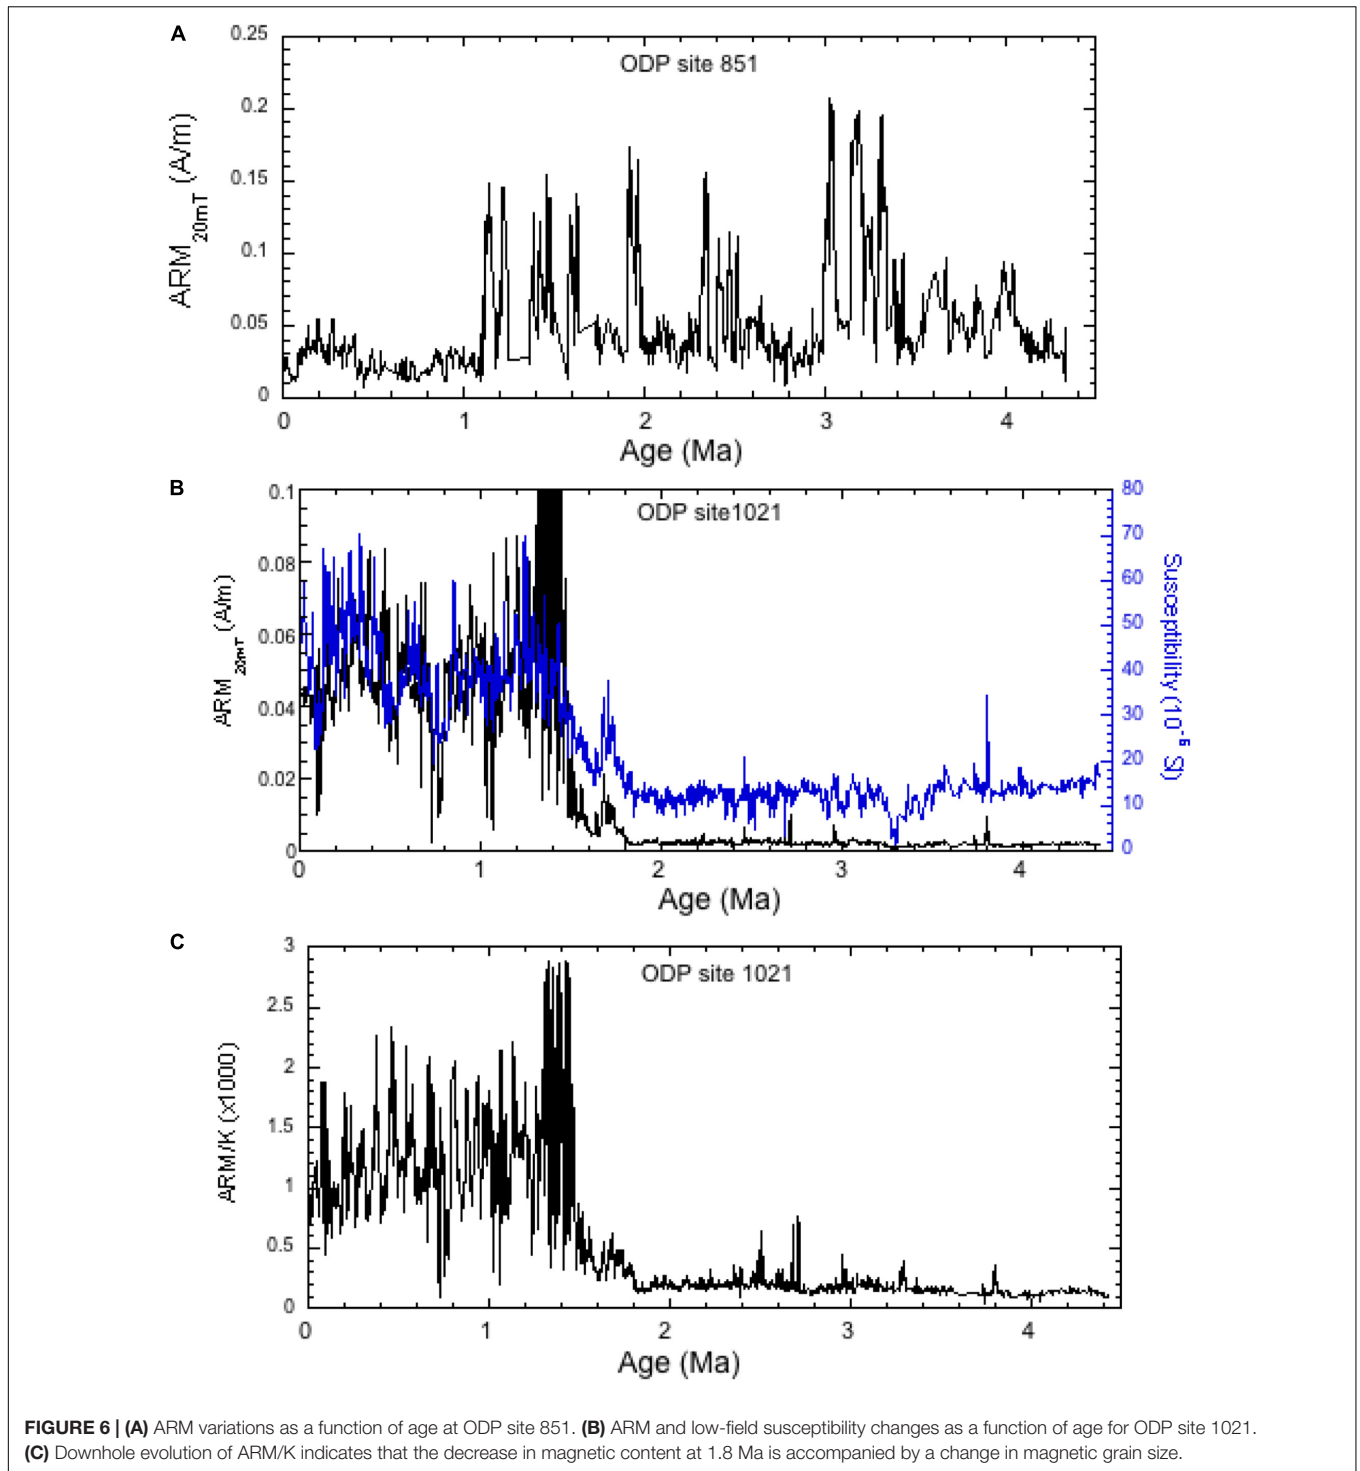 A
0.25
0.2
0.15
0.1
0.05
0
ARM 20mT (A/m)
ODP site 851
0 1 2 3 4
Age (Ma)
B
0.1
0.08
0.06
0.04
0.02
0
ARM 20mT (A/m)
ODP site1021
80
70
60
50
40
30
20
10
0
Susceptibility (10⁻⁵ SI)
0 1 2 3 4
Age (Ma)
C
3
2.5
2
1.5
1
0.5
0
ARM/K (x1000)
ODP site 1021
0 1 2 3 4
Age (Ma)
FIGURE 6 | (A) ARM variations as a function of age at ODP site 851. (B) ARM and low-field susceptibility changes as a function of age for ODP site 1021.
(C) Downhole evolution of ARM/K indicates that the decrease in magnetic content at 1.8 Ma is accompanied by a change in magnetic grain size.